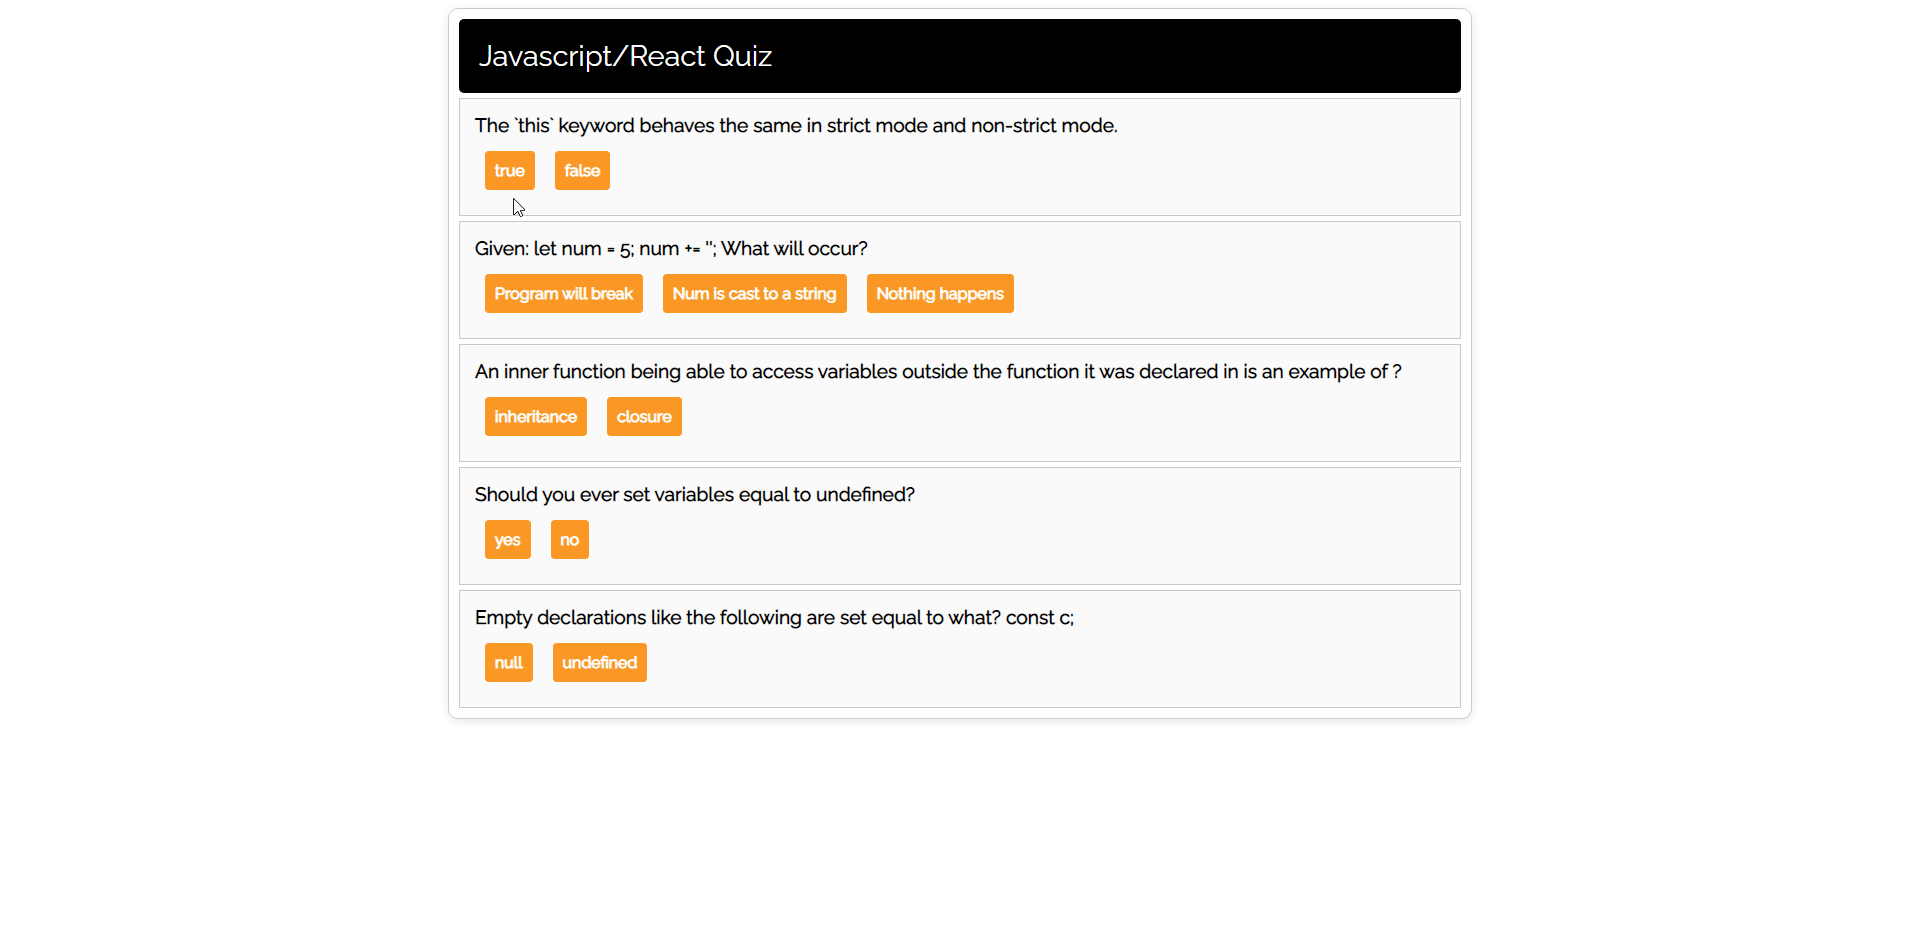 Javascript/React Quiz
The `this` keyword behaves the same in strict mode and non-strict mode.
true false
Given: let num = 5; num += ''; What will occur?
Program will break Num is cast to a string Nothing happens
An inner function being able to access variables outside the function it was declared in is an example of ?
inheritance closure
Should you ever set variables equal to undefined?
yes no
Empty declarations like the following are set equal to what? const c;
null undefined